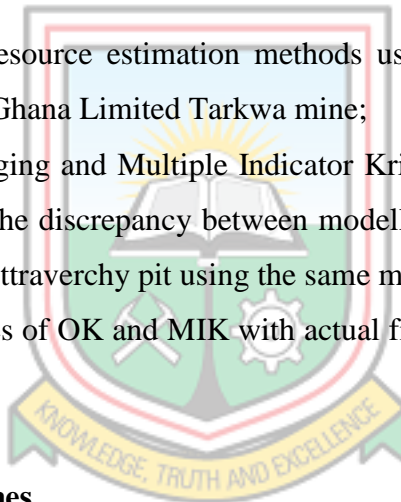 esource estimation methods us
Ghana Limited Tarkwa mine;
ging and Multiple Indicator Kri
he discrepancy between modell
ttraverchy pit using the same m
es of OK and MIK with actual f
KNOWLEDGE, TRUTH AND EXCELLENCE
nes